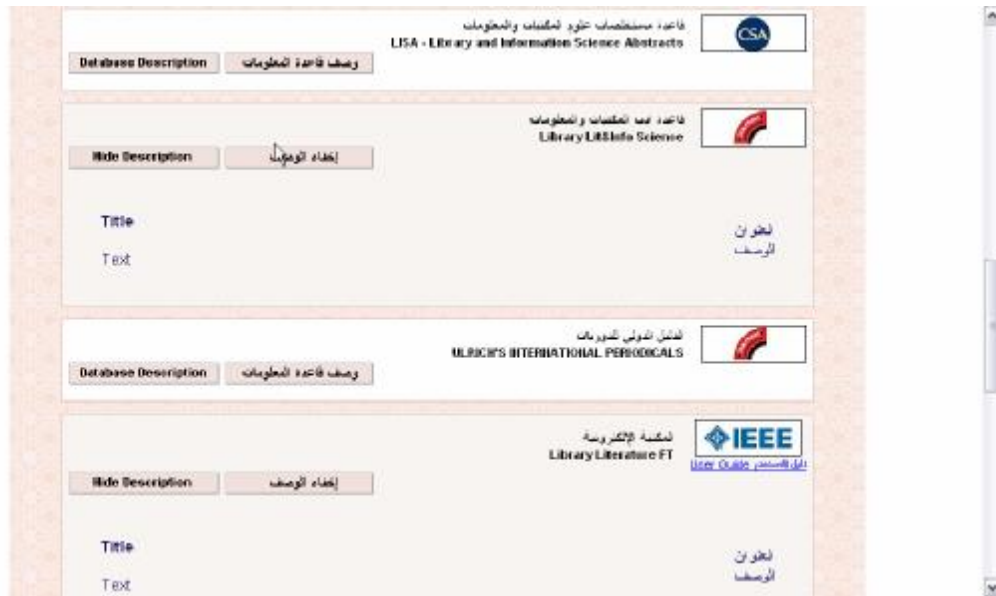 قاعدة مستخلصات علوم المكتبات والمعلومات
CSA
LISA - Library and Information Science Abstracts
Database Description وصف قاعدة المعلومات
قاعدة أدب المكتبات والمعلومات
Library Lit&Info Science
Hide Description إخفاء الوصف
Title
العنوان
الوصف
Text
الدليل الدولي للدوريات
ULRICH'S INTERNATIONAL PERIODICALS
Database Description وصف قاعدة المعلومات
المكتبة الإلكترونية
IEEE
Library Literature FT
User Guide دليل المستخدم
Hide Description إخفاء الوصف
Title
العنوان
الوصف
Text